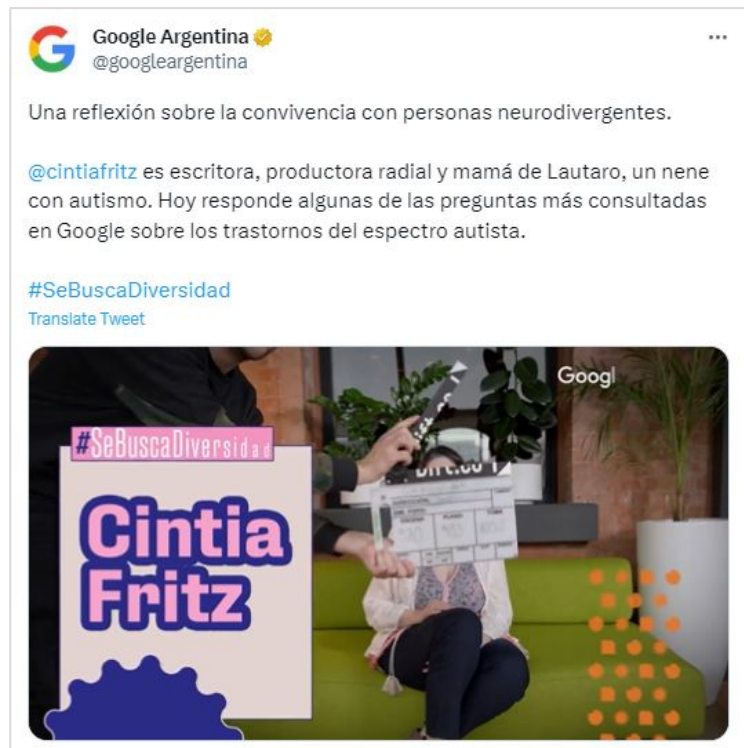 Google Argentina
@googleargentina
Una reflexión sobre la convivencia con personas neurodivergentes.
@cintiafritz es escritora, productora radial y mamá de Lautaro, un nene
con autismo. Hoy responde algunas de las preguntas más consultadas
en Google sobre los trastornos del espectro autista.
#SeBuscaDiversidad
Translate Tweet
Googl
#SeBuscaDiversidad
Cintia
Fritz